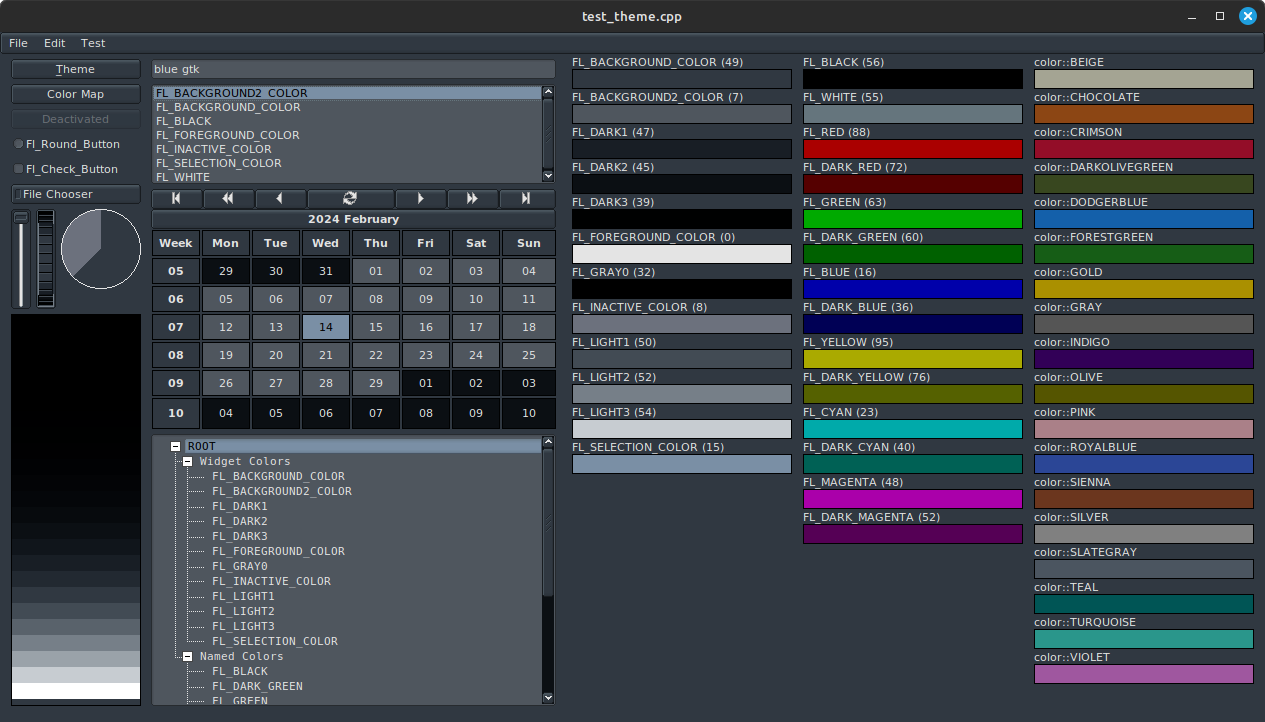 test_theme.cpp
File Edit Test
Theme
Color Map
Deactivated
Fl_Round_Button
Fl_Check_Button
File Chooser
blue gtk
FL_BACKGROUND2_COLOR
FL_BACKGROUND_COLOR
FL_BLACK
FL_FOREGROUND_COLOR
FL_INACTIVE_COLOR
FL_SELECTION_COLOR
FL_WHITE
2024 February
Week Mon Tue Wed Thu Fri Sat Sun
05 29 30 31 01 02 03 04
06 05 06 07 08 09 10 11
07 12 13 14 15 16 17 18
08 19 20 21 22 23 24 25
09 26 27 28 29 01 02 03
10 04 05 06 07 08 09 10
ROOT
Widget Colors
FL_BACKGROUND_COLOR
FL_BACKGROUND2_COLOR
FL_DARK1
FL_DARK2
FL_DARK3
FL_FOREGROUND_COLOR
FL_GRAY0
FL_INACTIVE_COLOR
FL_LIGHT1
FL_LIGHT2
FL_LIGHT3
FL_SELECTION_COLOR
Named Colors
FL_BLACK
FL_DARK_GREEN
FL_GREEN
FL_BACKGROUND_COLOR (49)
FL_BACKGROUND2_COLOR (7)
FL_DARK1 (47)
FL_DARK2 (45)
FL_DARK3 (39)
FL_FOREGROUND_COLOR (0)
FL_GRAY0 (32)
FL_INACTIVE_COLOR (8)
FL_LIGHT1 (50)
FL_LIGHT2 (52)
FL_LIGHT3 (54)
FL_SELECTION_COLOR (15)
FL_BLACK (56)
FL_WHITE (55)
FL_RED (88)
FL_DARK_RED (72)
FL_GREEN (63)
FL_DARK_GREEN (60)
FL_BLUE (16)
FL_DARK_BLUE (36)
FL_YELLOW (95)
FL_DARK_YELLOW (76)
FL_CYAN (23)
FL_DARK_CYAN (40)
FL_MAGENTA (48)
FL_DARK_MAGENTA (52)
color::BEIGE
color::CHOCOLATE
color::CRIMSON
color::DARKOLIVEGREEN
color::DODGERBLUE
color::FORESTGREEN
color::GOLD
color::GRAY
color::INDIGO
color::OLIVE
color::PINK
color::ROYALBLUE
color::SIENNA
color::SILVER
color::SLATEGRAY
color::TEAL
color::TURQUOISE
color::VIOLET